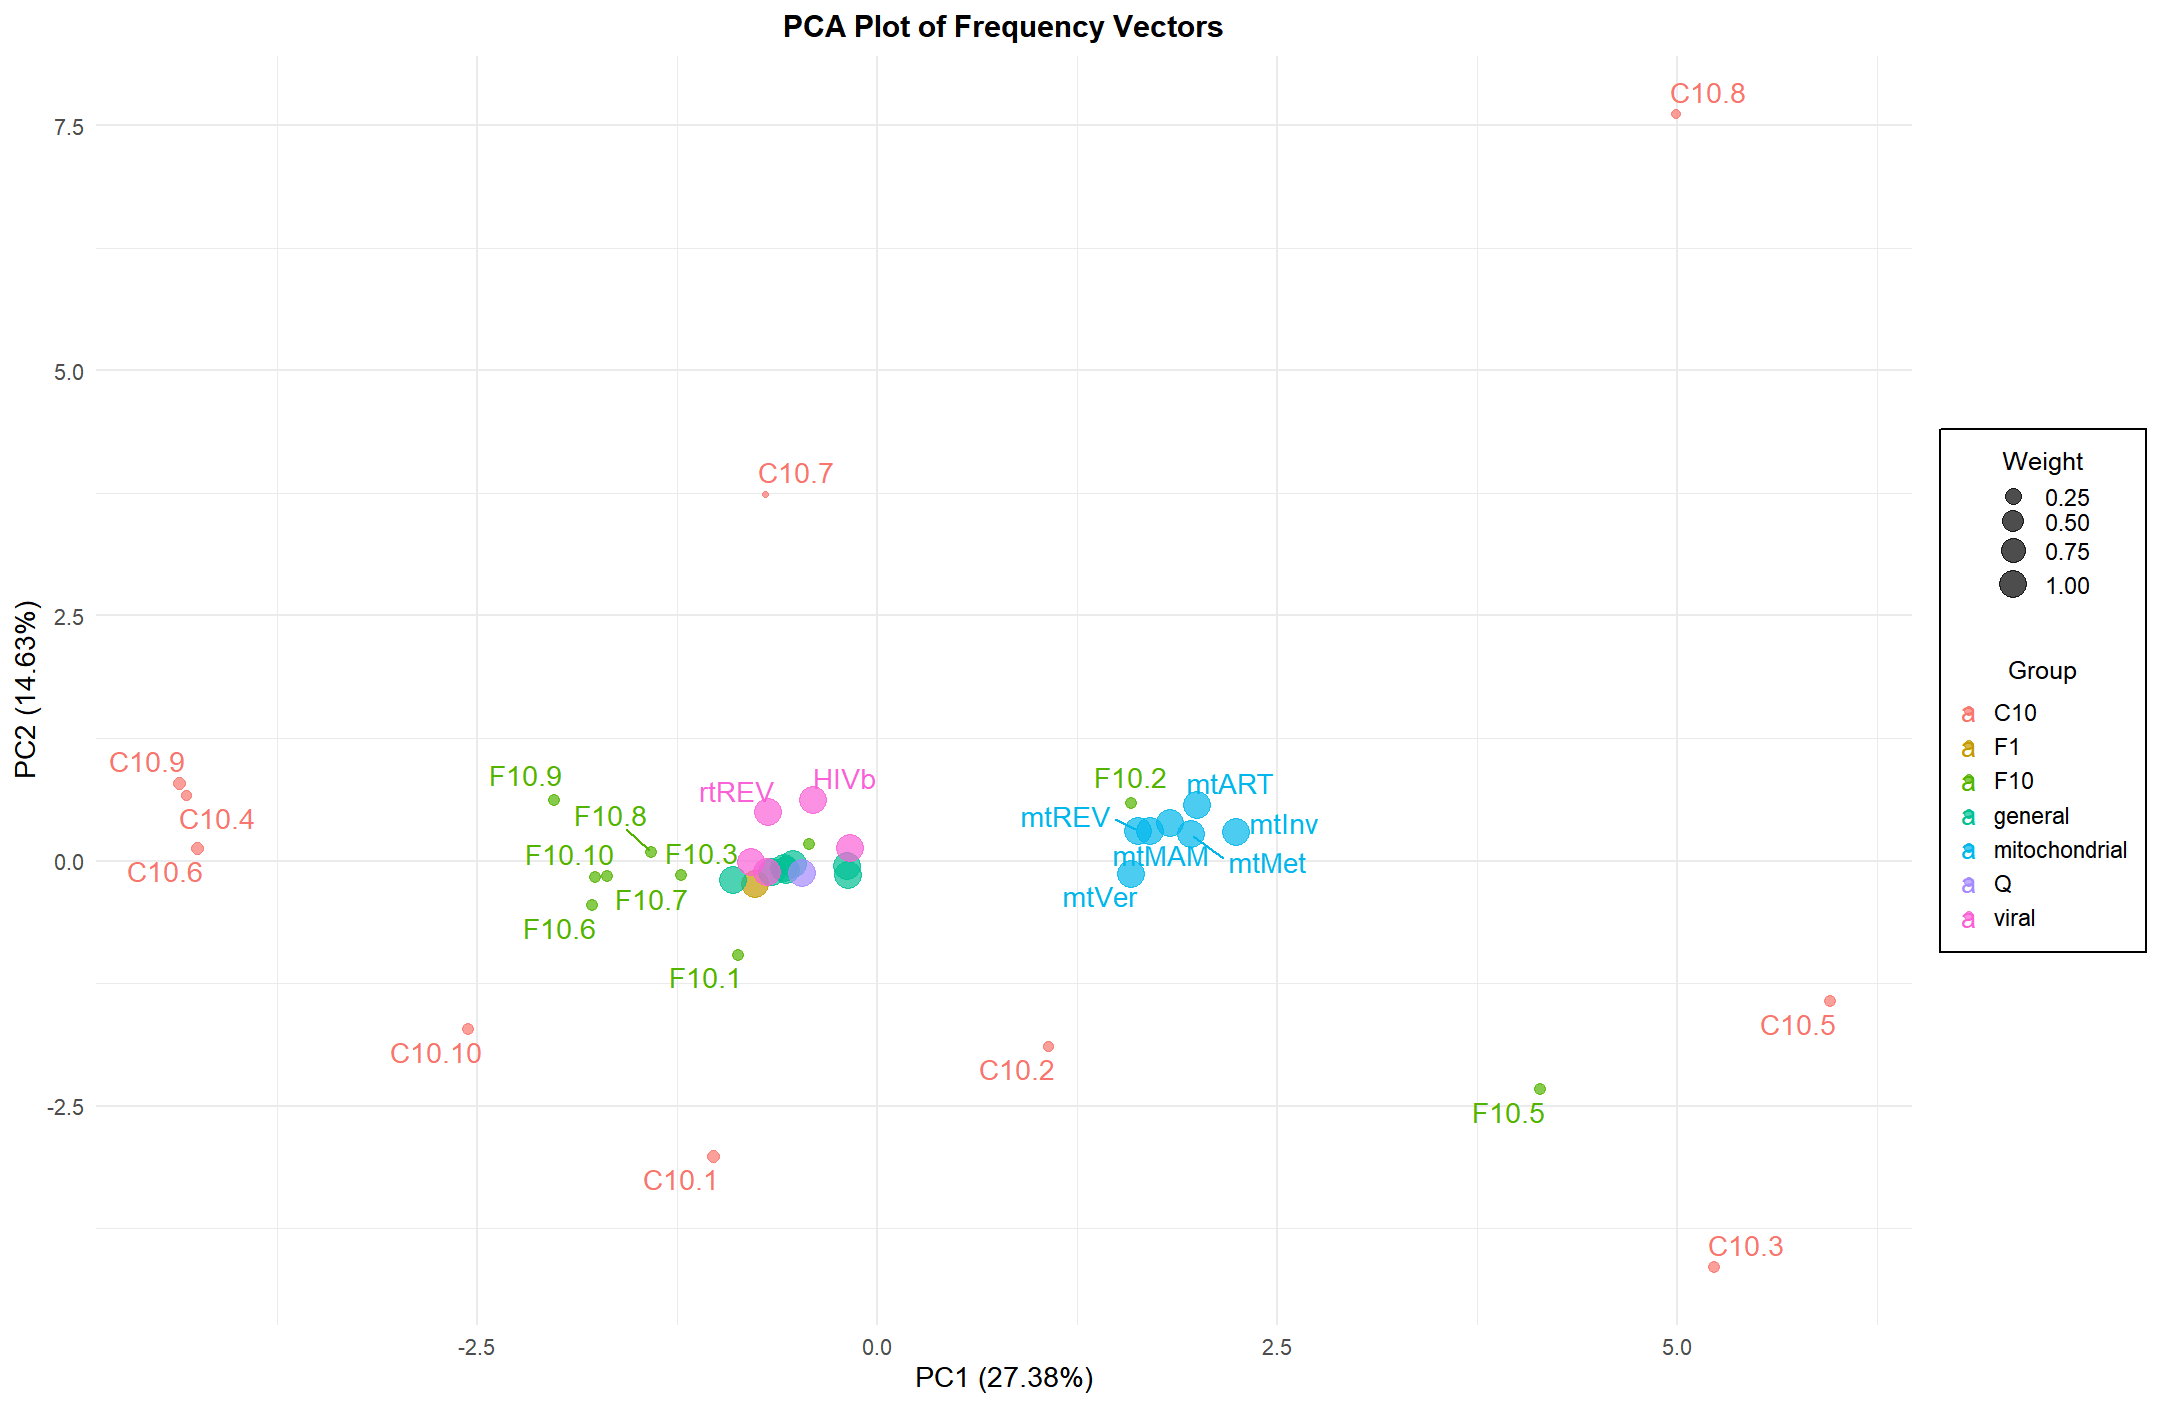 PCA Plot of Frequency Vectors
C10.8
7.5
5.0
C10.7
2.5
PC2 (14.63%)
C10.9
F10.9
rtREV
HIVb
F10.2
mtART
C10.4
F10.8
mtREV
mtInv
0.0
C10.6
F10.10
F10.3
mtMAM
mtMet
F10.7
mtVer
F10.6
F10.1
C10.10
C10.2
C10.5
-2.5
F10.5
C10.1
C10.3
-2.5
0.0
2.5
5.0
PC1 (27.38%)
Weight
0.25
0.50
0.75
1.00
Group
a C10
a F1
a F10
a general
a mitochondrial
a Q
a viral